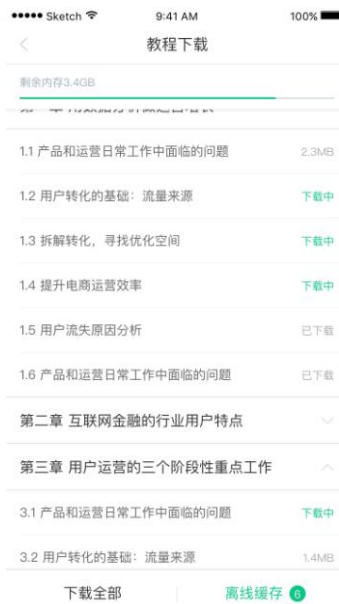 Sketch 9:41 AM 100%
教程下载
剩余内存3.4GB
1.1 产品和运营日常工作中面临的问题 2.3MB
1.2 用户转化的基础：流量来源 下载中
1.3 拆解转化，寻找优化空间 下载中
1.4 提升电商运营效率 下载中
1.5 用户流失原因分析 已下载
1.6 产品和运营日常工作中面临的问题 已下载
第二章 互联网金融的行业用户特点
第三章 用户运营的三个阶段性重点工作
3.1 产品和运营日常工作中面临的问题 下载中
3.2 用户转化的基础：流量来源 1.4MB
下载全部 离线缓存 6